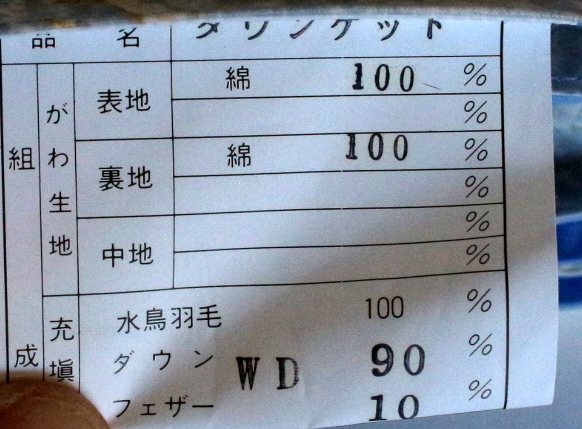 品名 ダウンケット
組成
がわ生地
表地 綿 100 %
%
裏地 綿 100 %
%
中地 %
%
充塡
水鳥羽毛 100 %
ダウン WD 90 %
フェザー 10 %